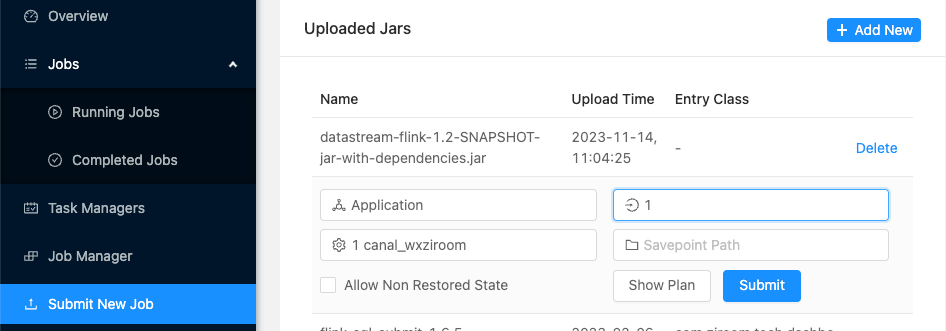 Overview
Jobs
Running Jobs
Completed Jobs
Task Managers
Job Manager
Submit New Job
Uploaded Jars
+ Add New
Name Upload Time Entry Class
datastream-flink-1.2-SNAPSHOT-
jar-with-dependencies.jar
2023-11-14,
11:04:25
-
Delete
Application
1
1 canal_wxziroom
Savepoint Path
Allow Non Restored State
Show Plan
Submit